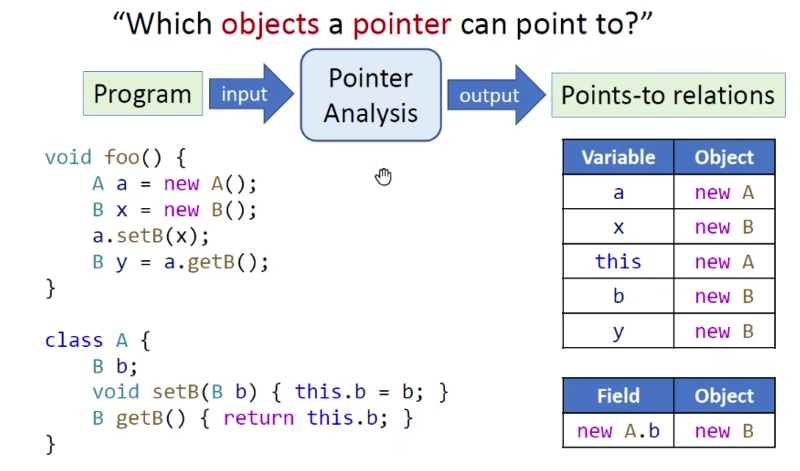 “Which objects a pointer can point to?”
Program
input
Pointer
Analysis
output
Points-to relations
void foo() {
    A a = new A();
    B x = new B();
    a.setB(x);
    B y = a.getB();
}
class A {
    B b;
    void setB(B b) { this.b = b; }
    B getB() { return this.b; }
}
Variable Object
a new A
x new B
this new A
b new B
y new B
Field Object
new A.b new B